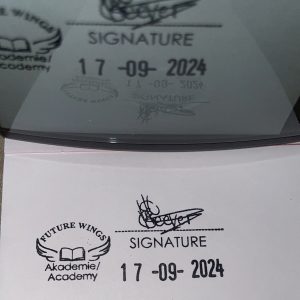 SIGNATURE
Akademie/
Academy
17 -09- 2024
FUTURE WINGS
SIGNATURE
Akademie/
Academy
17 -09- 2024